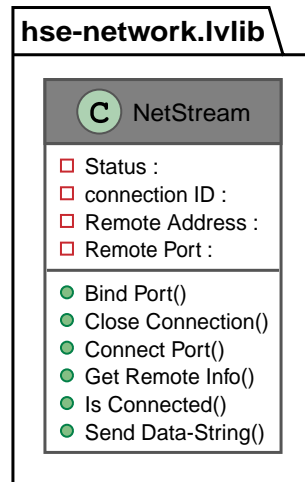 hse-network.lvlib
C NetStream
Status :
connection ID :
Remote Address :
Remote Port :
Bind Port()
Close Connection()
Connect Port()
Get Remote Info()
Is Connected()
Send Data-String()